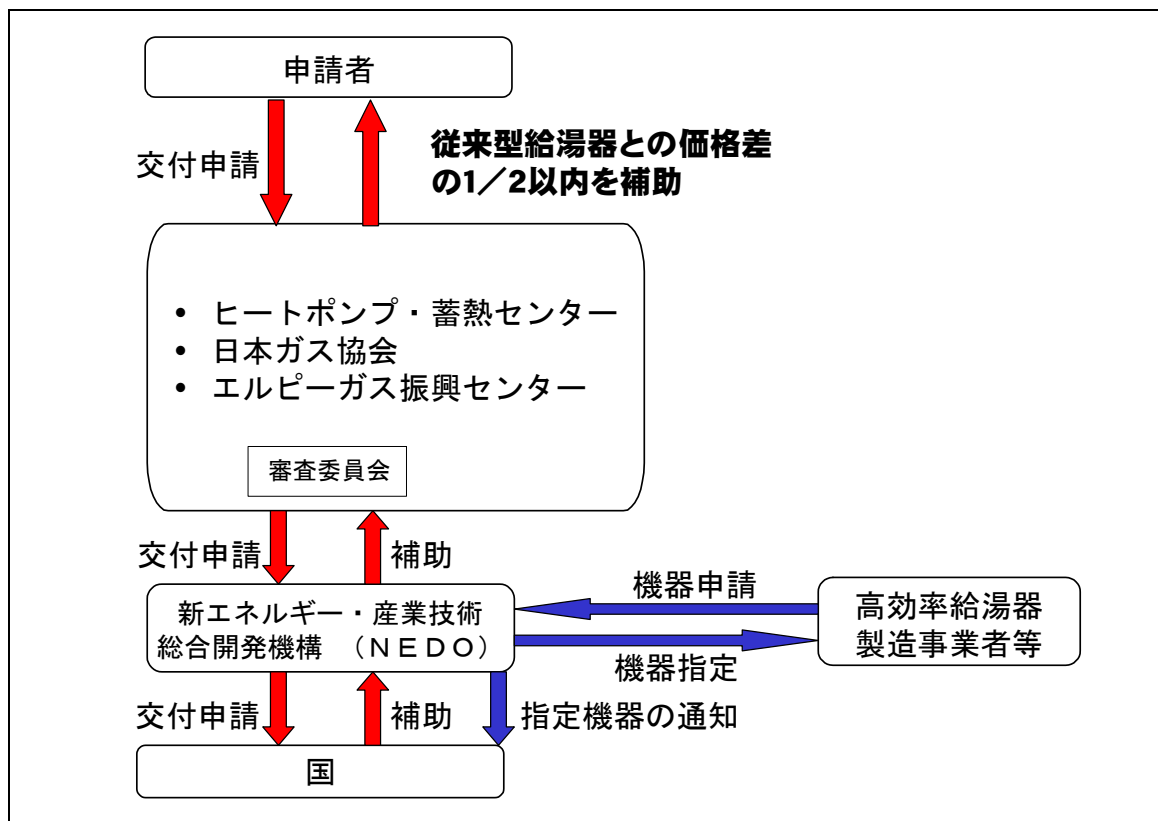 申請者
交付申請
従来型給湯器との価格差
の1／2以内を補助
• ヒートポンプ・蓄熱センター
• 日本ガス協会
• エルピーガス振興センター
審査委員会
交付申請
補助
機器申請
新エネルギー・産業技術
総合開発機構 （ＮＥＤＯ）
高効率給湯器
製造事業者等
機器指定
交付申請
補助
指定機器の通知
国